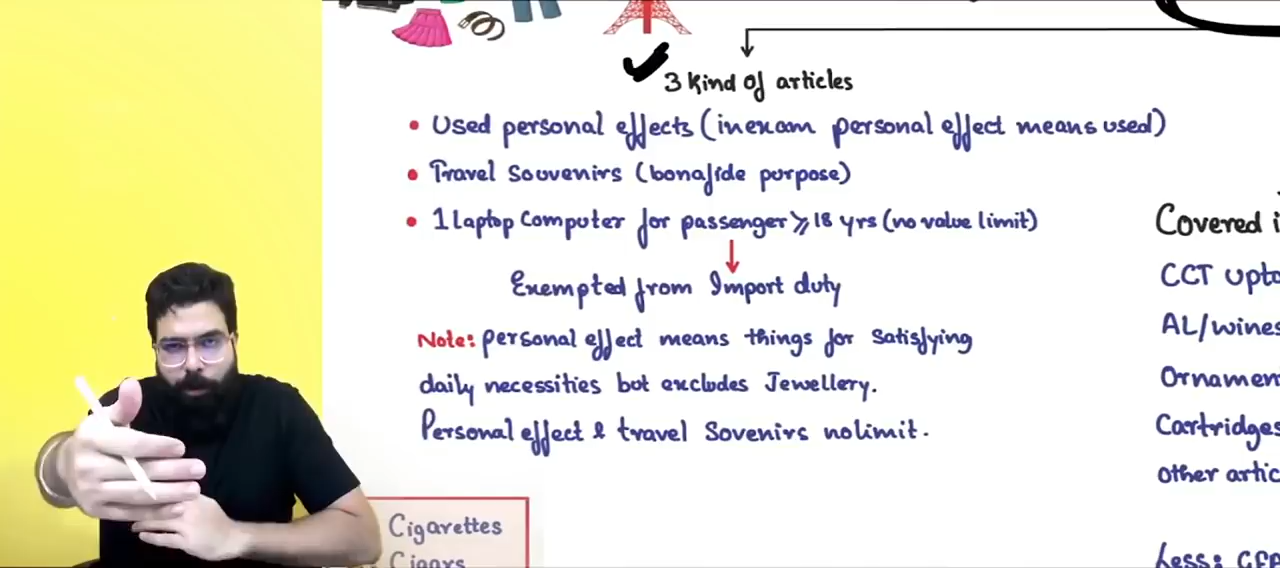 3 kind of articles
• Used personal effects (in exam personal effect means used)
• Travel Souvenirs (bonafide purpose)
• 1 laptop computer for passenger ⩾ 18 yrs (no value limit)
Exempted from Import duty
Note: personal effect means things for satisfying
daily necessities but excludes Jewellery.
Personal effect & travel Sovenirs no limit.
Cigarettes
Cigars
Covered i
CCT upto
AL/wines
Ornamen
Cartridges
other artic
Less: GFA